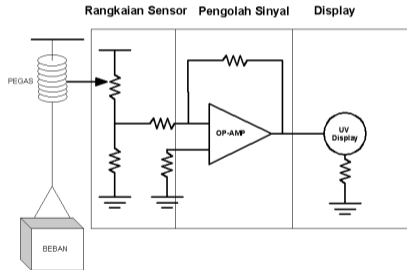 Rangkaian Sensor
Pengolah Sinyal
Display
PEGAS
OP-AMP
UV
Display
BEBAN